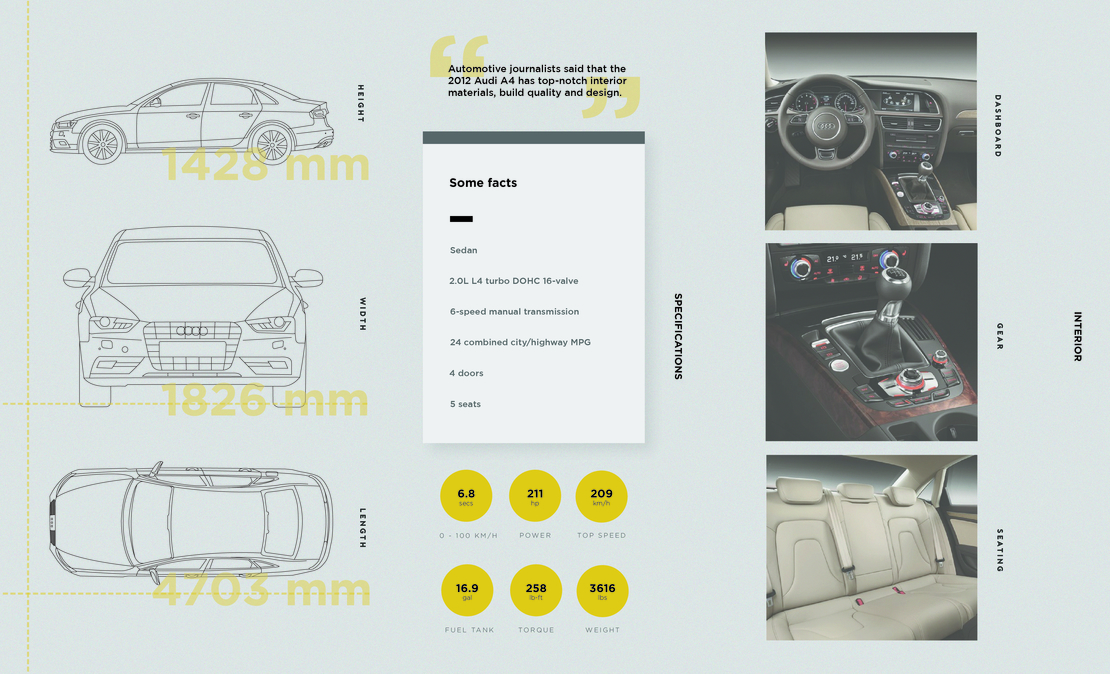 HEIGHT
1428 mm
WIDTH
1826 mm
LENGTH
4703 mm
“Automotive journalists said that the
2012 Audi A4 has top-notch interior
materials, build quality and design.”
Some facts
Sedan
2.0L L4 turbo DOHC 16-valve
6-speed manual transmission
24 combined city/highway MPG
4 doors
5 seats
SPECIFICATIONS
6.8
secs
0 - 100 KM/H
211
hp
POWER
209
km/h
TOP SPEED
16.9
gal
FUEL TANK
258
lb-ft
TORQUE
3616
lbs
WEIGHT
DASHBOARD
21.0 21.0
GEAR
SEATING
INTERIOR